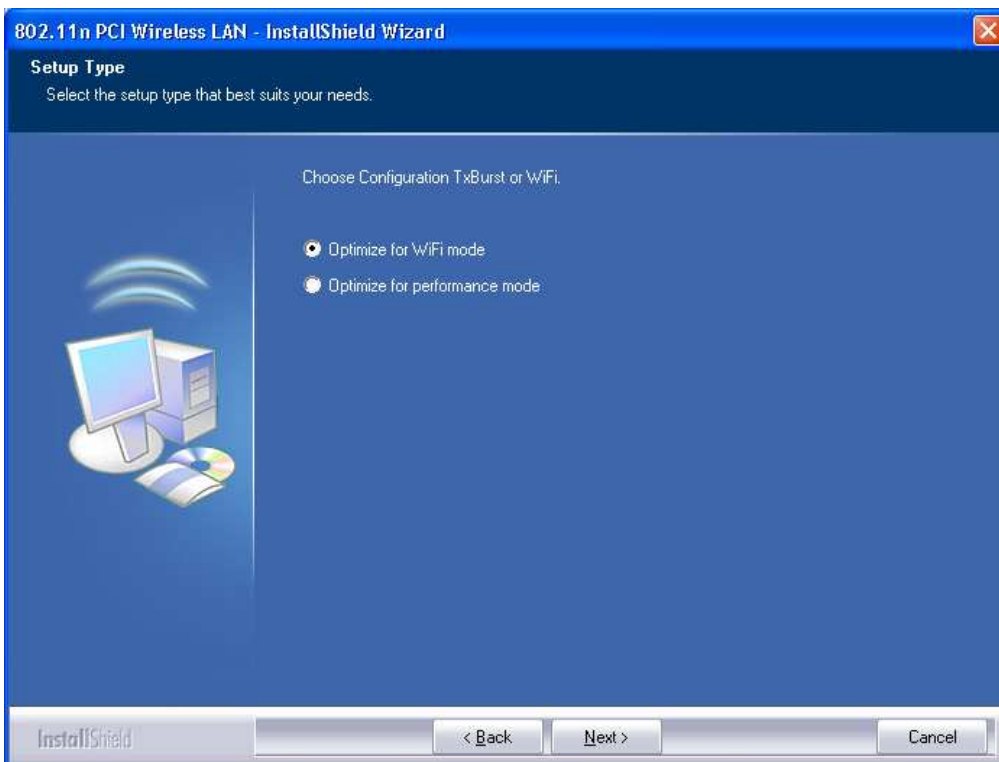 802.11n PCI Wireless LAN - InstallShield Wizard
Setup Type
Select the setup type that best suits your needs.
Choose Configuration TxBurst or WiFi.
Optimize for WiFi mode
Optimize for performance mode
InstallShield
< Back
Next >
Cancel